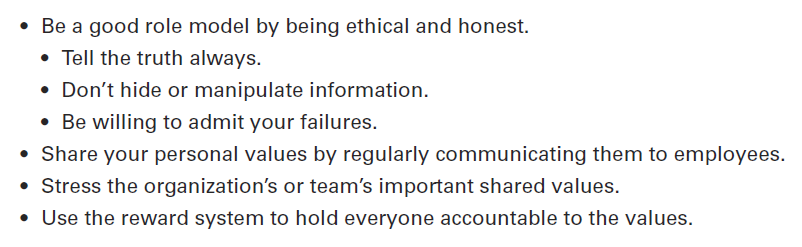 • Be a good role model by being ethical and honest.
• Tell the truth always.
• Don’t hide or manipulate information.
• Be willing to admit your failures.
• Share your personal values by regularly communicating them to employees.
• Stress the organization’s or team’s important shared values.
• Use the reward system to hold everyone accountable to the values.